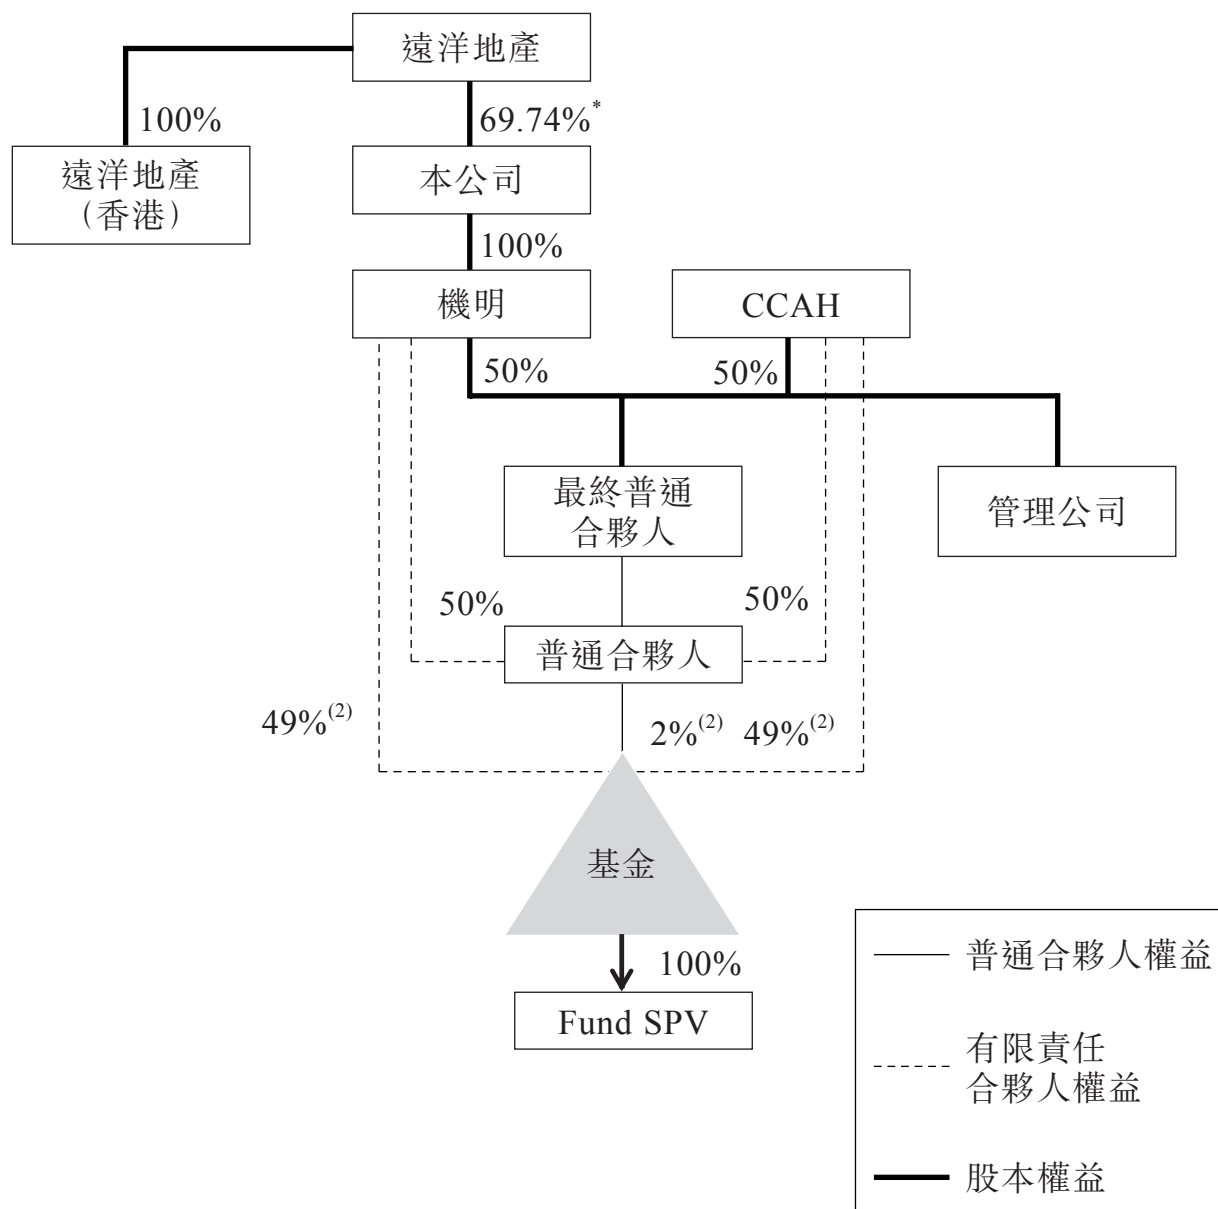 遠洋地產
100%
69.74%*
遠洋地產
（香港）
本公司
100%
機明
CCAH
50%
50%
最終普通
合夥人
管理公司
50%
50%
普通合夥人
49%(2)
2%(2)
49%(2)
基金
100%
Fund SPV
普通合夥人權益
有限責任
合夥人權益
股本權益